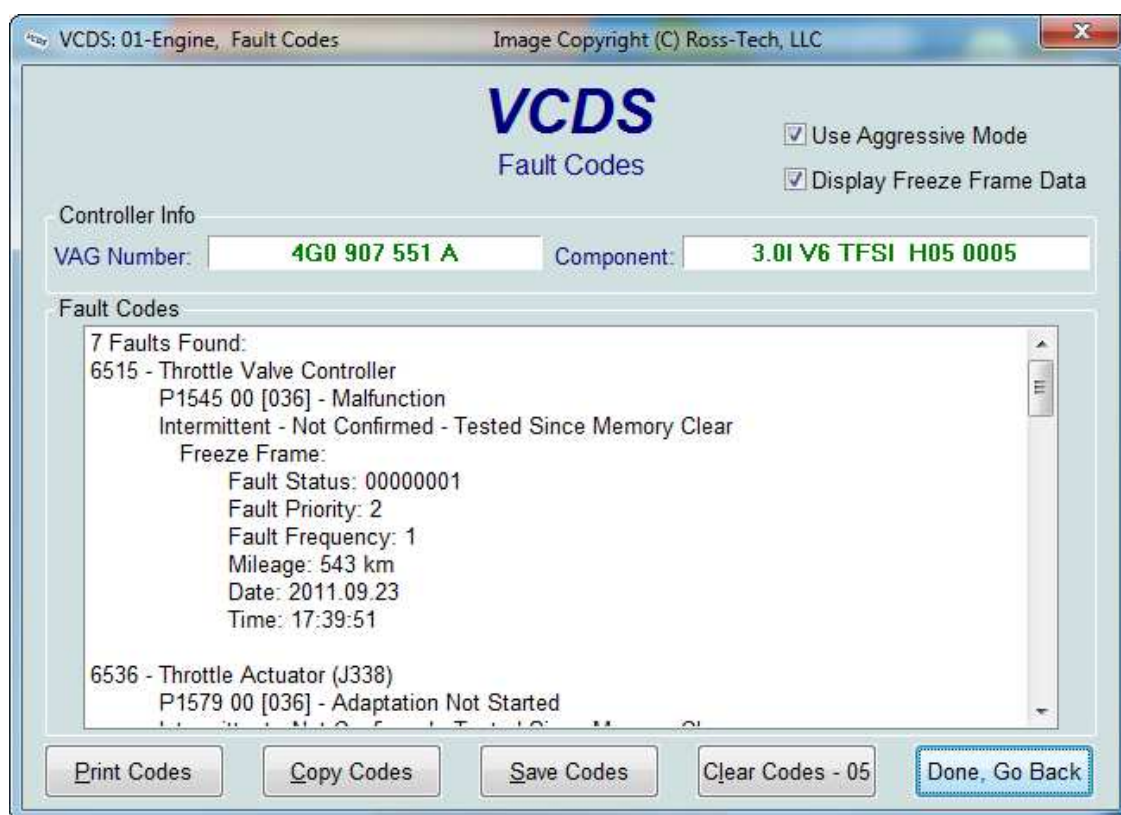 VCDS: 01-Engine, Fault Codes Image Copyright (C) Ross-Tech, LLC
VCDS
Fault Codes
Use Aggressive Mode
Display Freeze Frame Data
Controller Info
VAG Number: 4G0 907 551 A Component: 3.0l V6 TFSI H05 0005
Fault Codes
7 Faults Found:
6515 - Throttle Valve Controller
P1545 00 [036] - Malfunction
Intermittent - Not Confirmed - Tested Since Memory Clear
Freeze Frame:
Fault Status: 00000001
Fault Priority: 2
Fault Frequency: 1
Mileage: 543 km
Date: 2011.09.23
Time: 17:39:51
6536 - Throttle Actuator (J338)
P1579 00 [036] - Adaptation Not Started
Print Codes Copy Codes Save Codes Clear Codes - 05 Done, Go Back